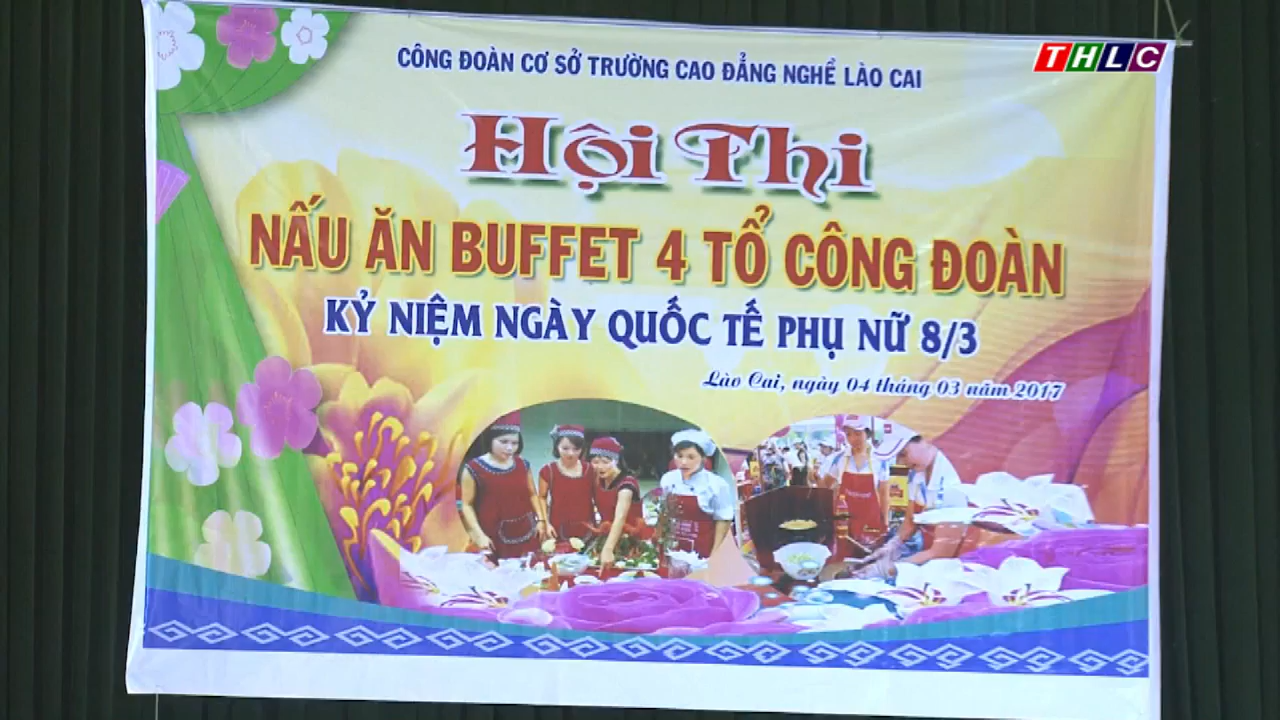 CÔNG ĐOÀN CƠ SỞ TRƯỜNG CAO ĐẲNG NGHỀ LÀO CAI
THLC
Hội Thi
NẤU ĂN BUFFET 4 TỔ CÔNG ĐOÀN
KỶ NIỆM NGÀY QUỐC TẾ PHỤ NỮ 8/3
Lào Cai, ngày 04 tháng 03 năm 2017